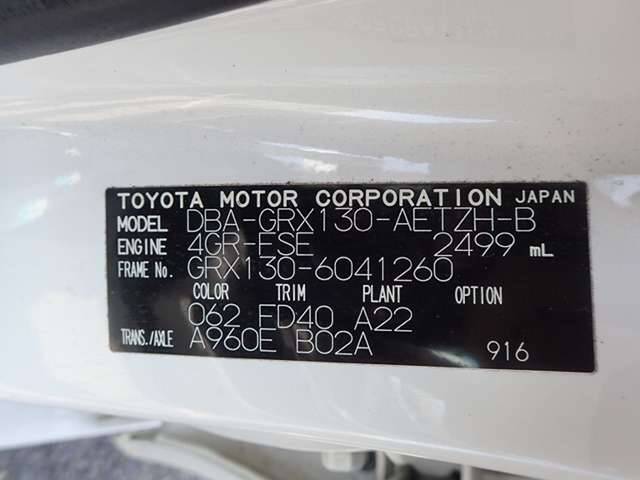 TOYOTA MOTOR CORPORATION JAPAN
MODEL DBA-GRX130-AETZH-B
ENGINE 4GR-FSE 2499 mL
FRAME No. GRX130-6041260
COLOR TRIM PLANT OPTION
062 FD40 A22
TRANS./AXLE A960E B02A
916